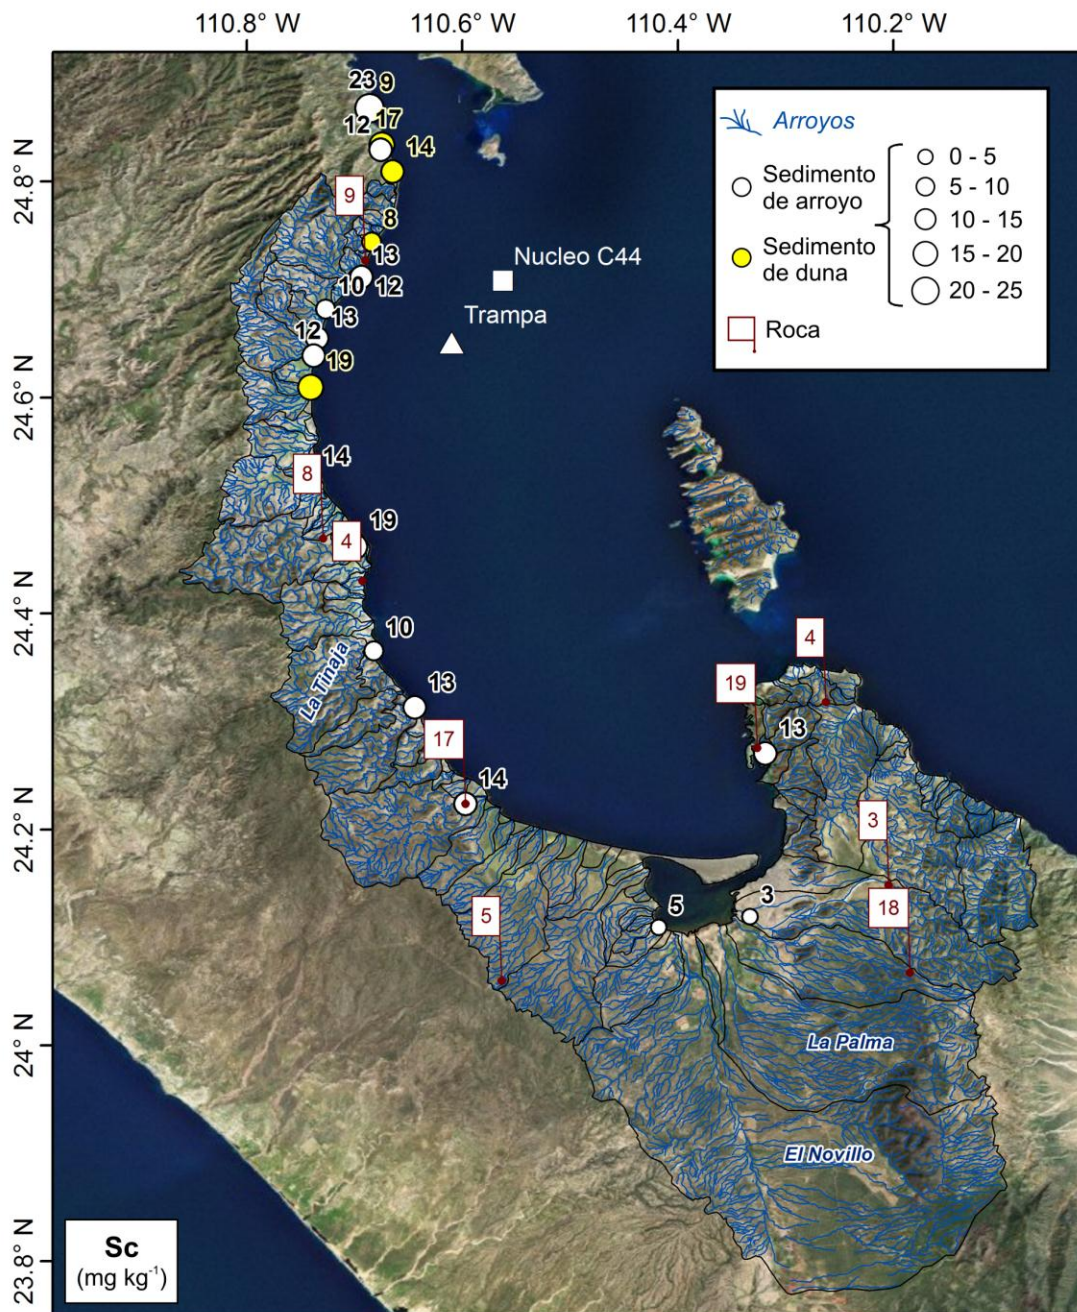 110.8° W
110.6° W
110.4° W
110.2° W
24.8° N
24.6° N
24.4° N
24.2° N
24° N
23.8° N
Arroyos
Sedimento
de arroyo
Sedimento
de duna
Roca
0 - 5
5 - 10
10 - 15
15 - 20
20 - 25
23
9
12
17
14
9
8
13
10
12
13
12
19
Nucleo C44
Trampa
14
8
19
4
10
La Tinaja
13
17
14
4
19
13
3
18
5
3
5
La Palma
El Novillo
Sc
(mg kg⁻¹)